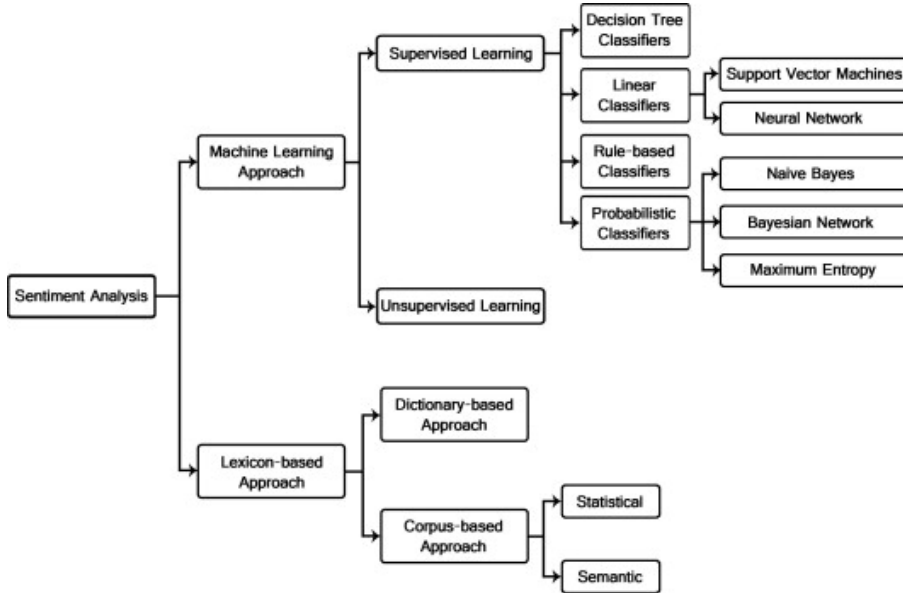 Decision Tree
Classifiers
Supervised Learning
Linear
Classifiers
Support Vector Machines
Neural Network
Machine Learning
Approach
Rule-based
Classifiers
Naive Bayes
Probabilistic
Classifiers
Bayesian Network
Maximum Entropy
Sentiment Analysis
Unsupervised Learning
Dictionary-based
Approach
Lexicon-based
Approach
Corpus-based
Approach
Statistical
Semantic